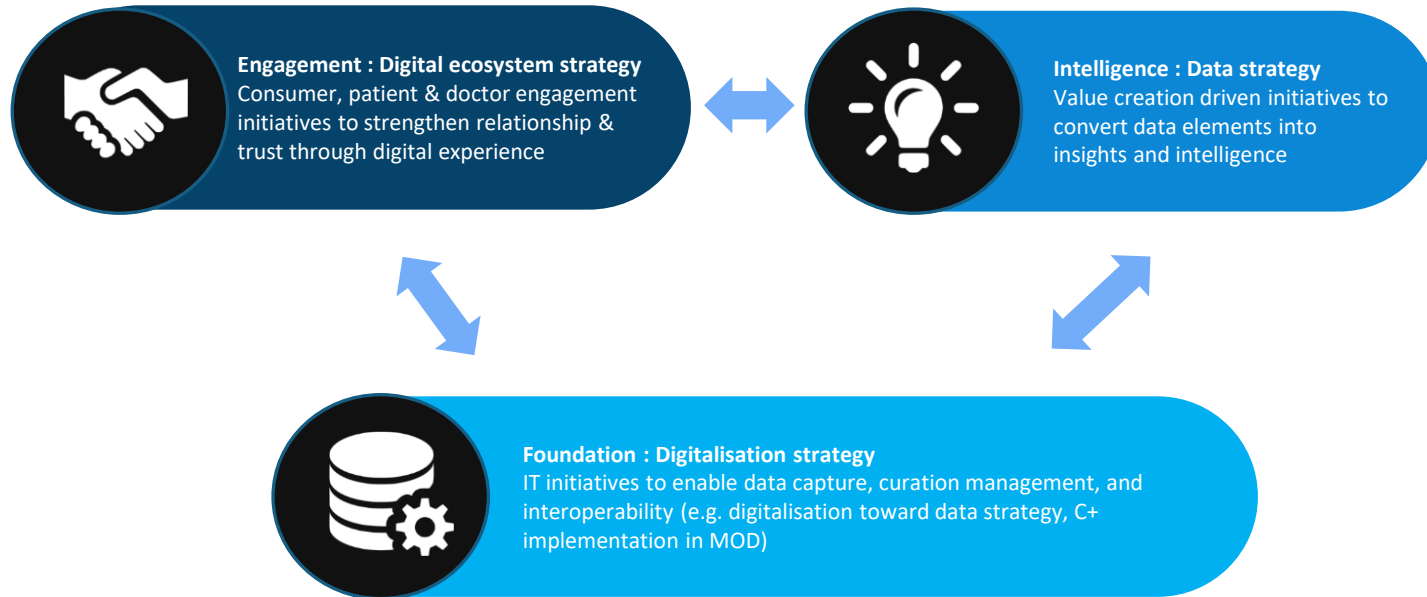 Engagement : Digital ecosystem strategy
Consumer, patient & doctor engagement
initiatives to strengthen relationship &
trust through digital experience
Intelligence : Data strategy
Value creation driven initiatives to
convert data elements into
insights and intelligence
Foundation : Digitalisation strategy
IT initiatives to enable data capture, curation management, and
interoperability (e.g. digitalisation toward data strategy, C+
implementation in MOD)